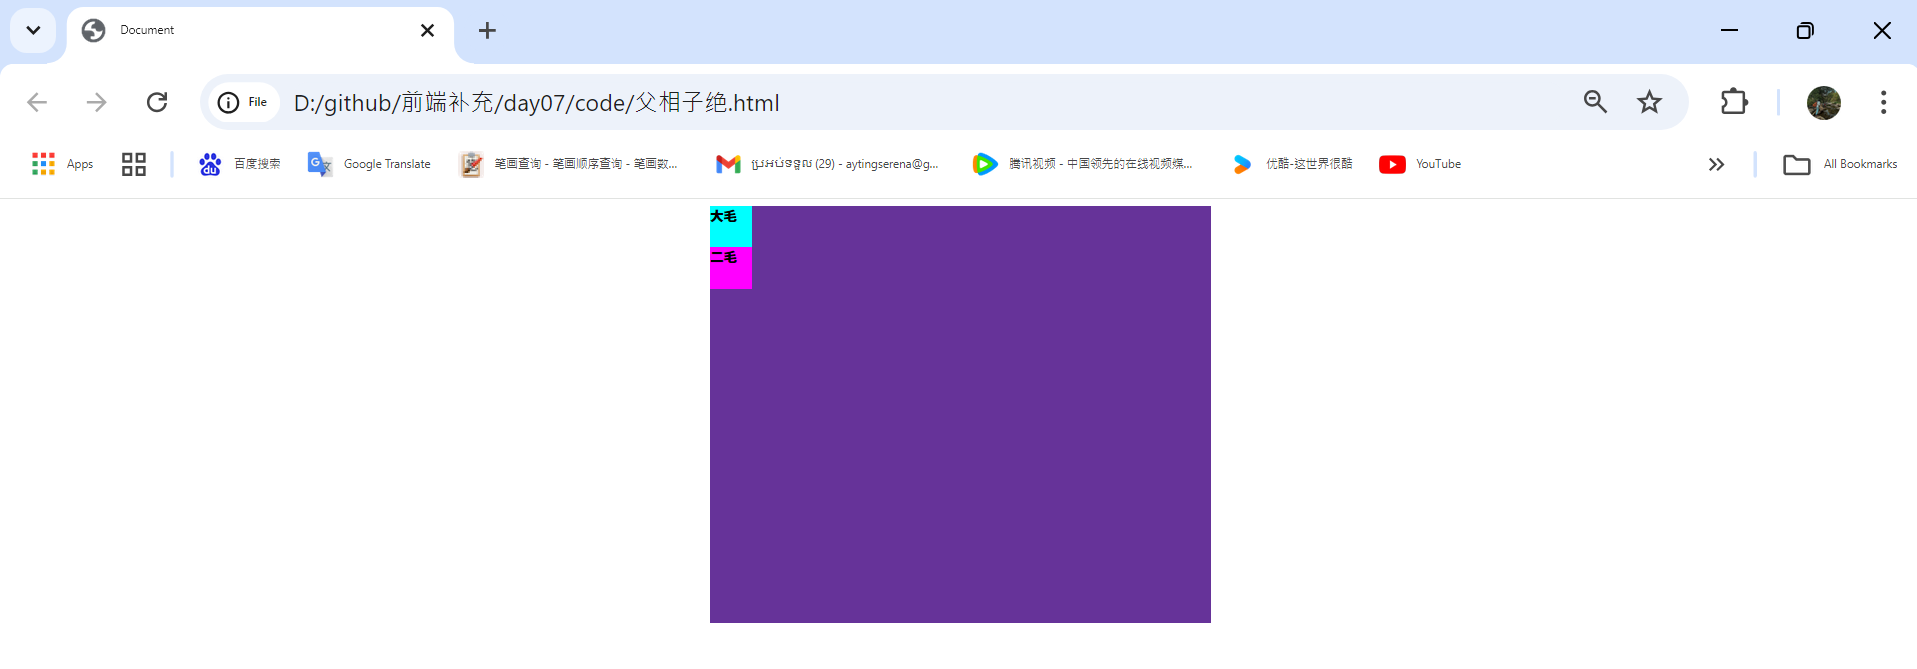 Document
File
D:/github/前端补充/day07/code/父相子绝.html
Apps
百度搜索
Google Translate
笔画查询 - 笔画顺序查询 - 笔画数...
ប្រអប់ទទួល (29) - aytingserena@g...
腾讯视频 - 中国领先的在线视频媒...
优酷-这世界很酷
YouTube
All Bookmarks
大毛
二毛